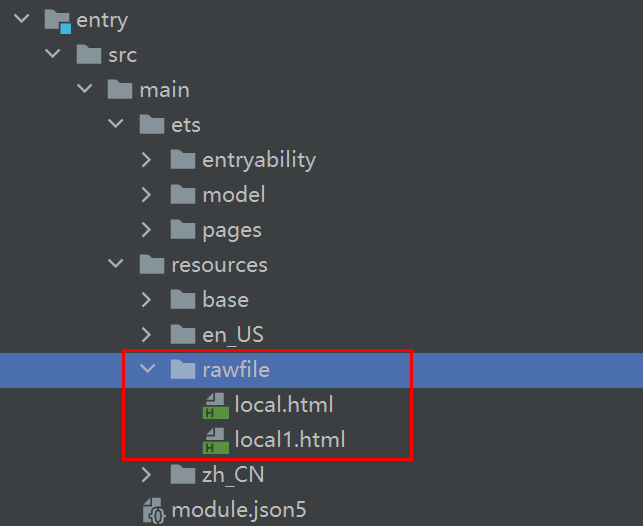 entry
src
main
ets
entryability
model
pages
resources
base
en_US
rawfile
H local.html
H local1.html
zh_CN
module.json5